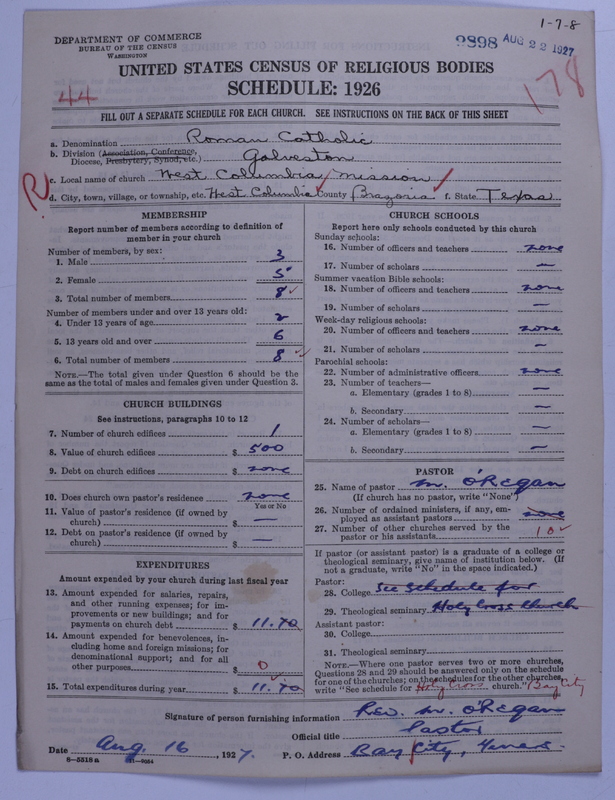 1-7-8
DEPARTMENT OF COMMERCE
BUREAU OF THE CENSUS
WASHINGTON
9898 AUG 22 1927
UNITED STATES CENSUS OF RELIGIOUS BODIES
44
SCHEDULE: 1926
178
FILL OUT A SEPARATE SCHEDULE FOR EACH CHURCH. SEE INSTRUCTIONS ON THE BACK OF THIS SHEET
a. Denomination Roman Catholic
b. Division (Association, Conference, Diocese, Presbytery, Synod, etc.) Galveston
c. Local name of church West Columbia mission
R
d. City, town, village, or township, etc. West Columbia County Brazoria f. State Texas
MEMBERSHIP
Report number of members according to definition of
member in your church
Number of members, by sex:
1. Male 3
2. Female 5
3. Total number of members 8
Number of members under and over 13 years old:
4. Under 13 years of age 2
5. 13 years old and over 6
6. Total number of members 8
NOTE.—The total given under Question 6 should be the
same as the total of males and females given under Question 3.
CHURCH BUILDINGS
See instructions, paragraphs 10 to 12
7. Number of church edifices 1
8. Value of church edifices $ 500
9. Debt on church edifices $ none
10. Does church own pastor's residence none
Yes or No
11. Value of pastor's residence (if owned by
church) $ —
12. Debt on pastor's residence (if owned by
church) $ —
EXPENDITURES
Amount expended by your church during last fiscal year
13. Amount expended for salaries, repairs,
and other running expenses; for im-
provements or new buildings; and for
payments on church debt $ 11.70
14. Amount expended for benevolences, in-
cluding home and foreign missions; for
denominational support; and for all
other purposes $ 0
15. Total expenditures during year $ 11.70
CHURCH SCHOOLS
Report here only schools conducted by this church
Sunday schools:
16. Number of officers and teachers none
17. Number of scholars —
Summer vacation Bible schools:
18. Number of officers and teachers none
19. Number of scholars —
Week-day religious schools:
20. Number of officers and teachers none
21. Number of scholars —
Parochial schools:
22. Number of administrative officers none
23. Number of teachers—
a. Elementary (grades 1 to 8) —
b. Secondary —
24. Number of scholars—
a. Elementary (grades 1 to 8) —
b. Secondary —
PASTOR
25. Name of pastor M. O'Regan
(If church has no pastor, write "None")
26. Number of ordained ministers, if any, em-
ployed as assistant pastors none
27. Number of other churches served by the
pastor or his assistants 10
If pastor (or assistant pastor) is a graduate of a college or
theological seminary, give name of institution below. (If
not a graduate, write "No" in the space indicated.)
Pastor:
28. College See schedule for
29. Theological seminary Holy Cross church
Assistant pastor:
30. College
31. Theological seminary
NOTE.—Where one pastor serves two or more churches,
Questions 28 and 29 should be answered only on the schedule
for one of the churches; on the schedules for the other churches,
write "See schedule for Holy Cross church." Bay City
Signature of person furnishing information Rev. M. O'Regan
Official title Pastor
Date Aug. 16, 1927. P. O. Address Bay City, Texas
8—5518 a 11—9054